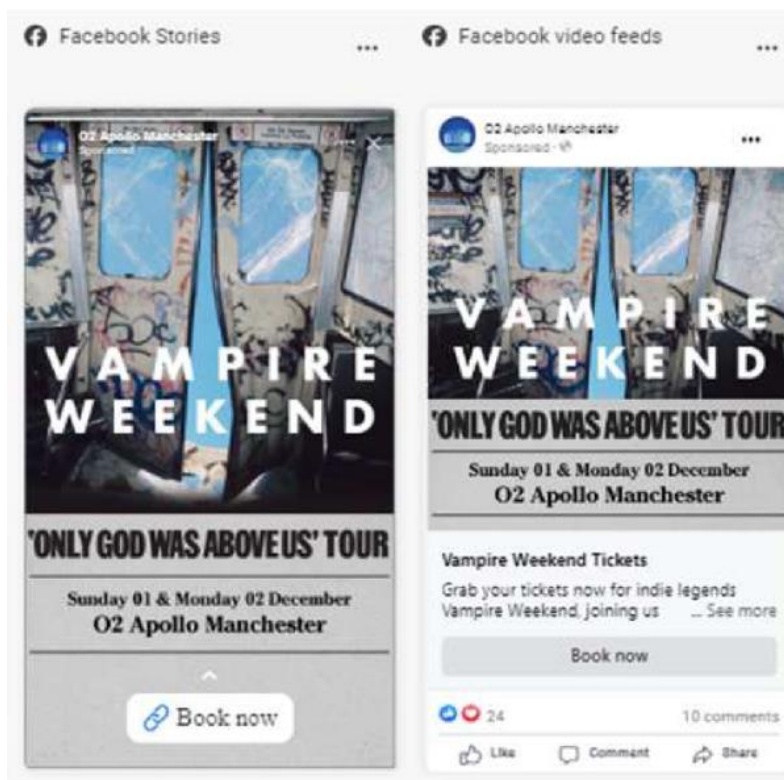 Facebook Stories
O2 Apollo Manchester
Sponsored
VAMPIRE
WEEKEND
'ONLY GOD WAS ABOVE US' TOUR
Sunday 01 & Monday 02 December
O2 Apollo Manchester
Book now
Facebook video feeds
O2 Apollo Manchester
Sponsored ·
VAMPIRE
WEEKEND
'ONLY GOD WAS ABOVE US' TOUR
Sunday 01 & Monday 02 December
O2 Apollo Manchester
Vampire Weekend Tickets
Grab your tickets now for indie legends
Vampire Weekend, joining us ... See more
Book now
24 10 comments
Like Comment Share